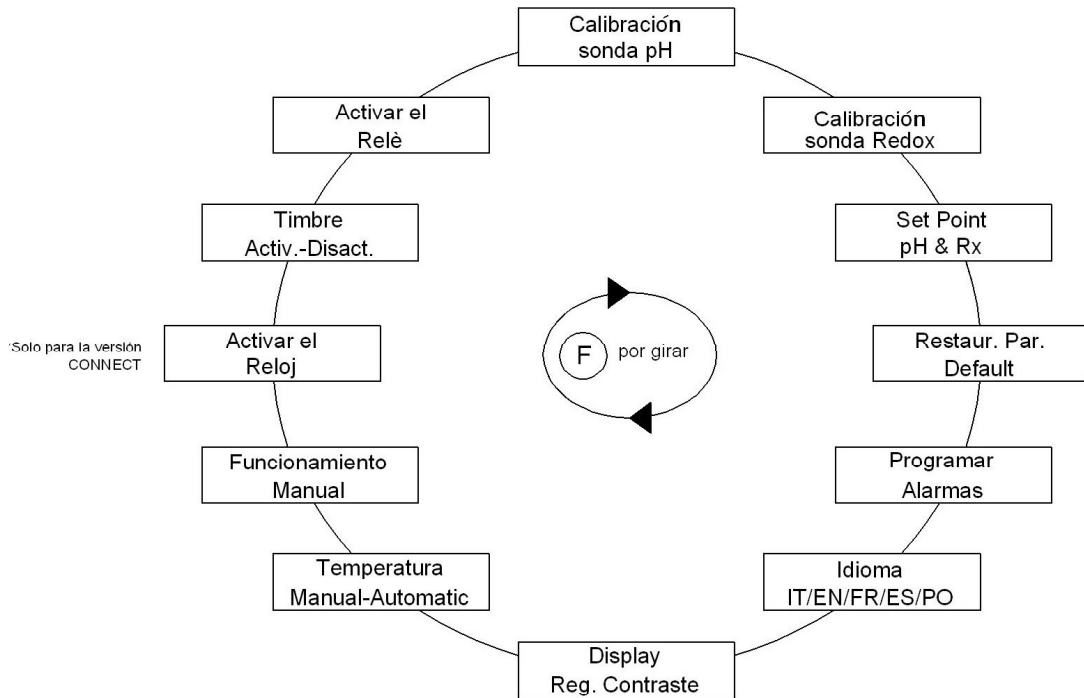 Calibración
sonda pH
Activar el
Relè
Calibración
sonda Redox
Timbre
Activ.-Disact.
Set Point
pH & Rx
:Solo para la versión
CONNECT
Activar el
Reloj
F
por girar
Restaur. Par.
Default
Funcionamiento
Manual
Programar
Alarmas
Temperatura
Manual-Automatic
Idioma
IT/EN/FR/ES/PO
Display
Reg. Contraste